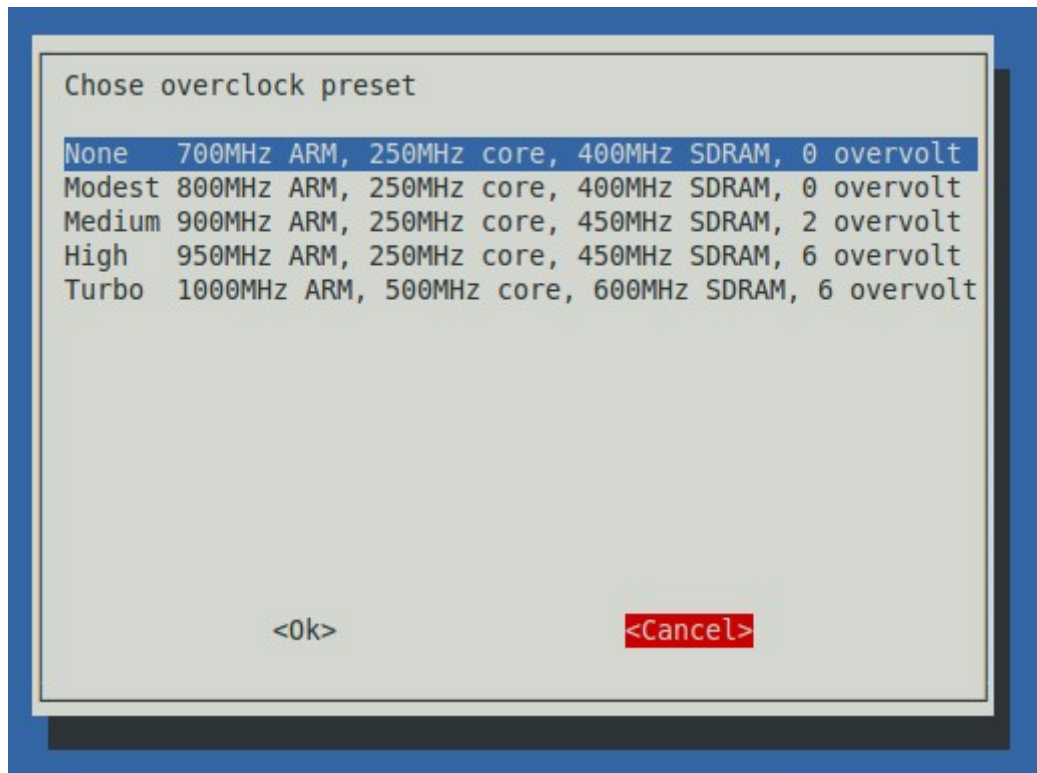 Chose overclock preset
None 700MHz ARM, 250MHz core, 400MHz SDRAM, 0 overvolt
Modest 800MHz ARM, 250MHz core, 400MHz SDRAM, 0 overvolt
Medium 900MHz ARM, 250MHz core, 450MHz SDRAM, 2 overvolt
High 950MHz ARM, 250MHz core, 450MHz SDRAM, 6 overvolt
Turbo 1000MHz ARM, 500MHz core, 600MHz SDRAM, 6 overvolt
<Ok> <Cancel>